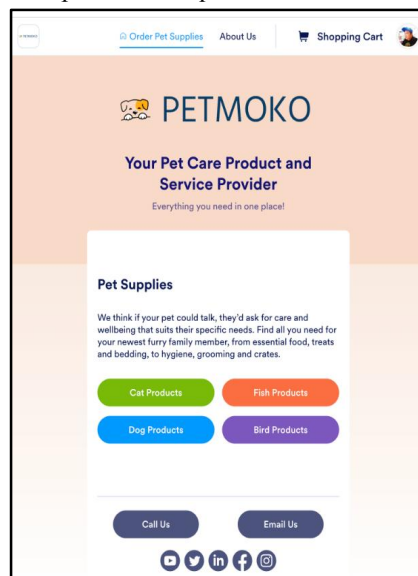 Order Pet Supplies
About Us
Shopping Cart
PETMOKO
Your Pet Care Product and
Service Provider
Everything you need in one place!
Pet Supplies
We think if your pet could talk, they'd ask for care and
wellbeing that suits their specific needs. Find all you need for
your newest furry family member, from essential food, treats
and bedding, to hygiene, grooming and crates.
Cat Products
Fish Products
Dog Products
Bird Products
Call Us
Email Us
in